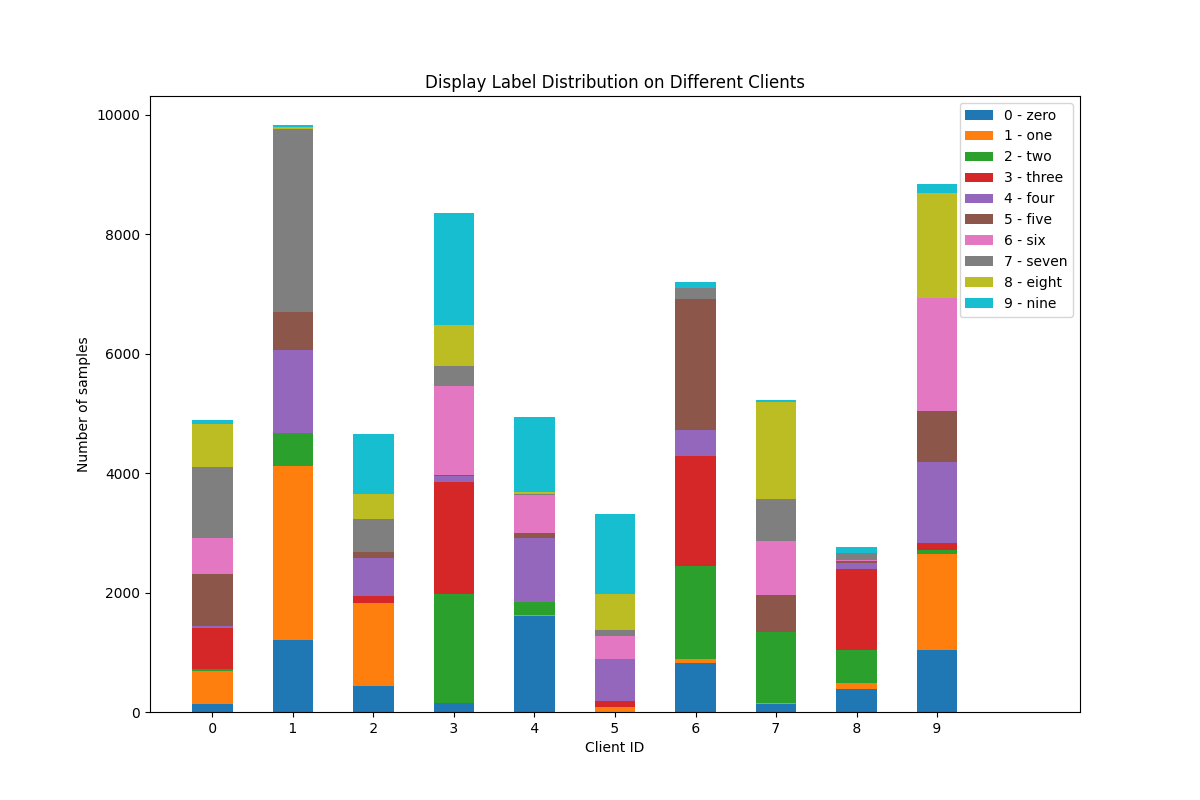 Display Label Distribution on Different Clients
10000
8000
6000
4000
2000
0
Number of samples
0 1 2 3 4 5 6 7 8 9
Client ID
0 - zero
1 - one
2 - two
3 - three
4 - four
5 - five
6 - six
7 - seven
8 - eight
9 - nine